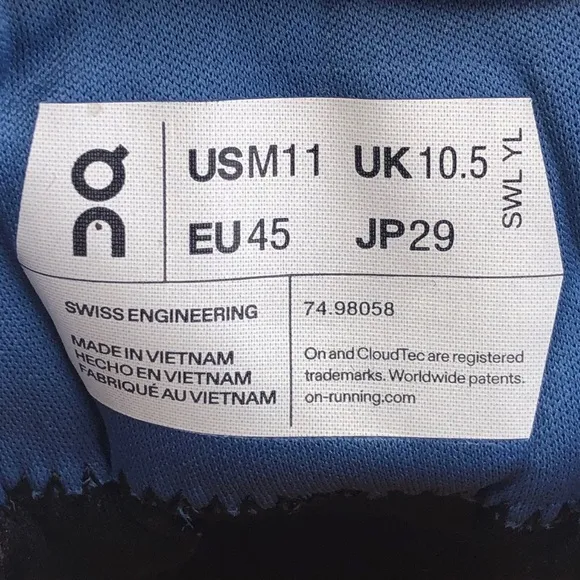 USM11 UK10.5
EU45 JP29
SWL YL
SWISS ENGINEERING
74.98058
MADE IN VIETNAM
HECHO EN VIETNAM
FABRIQUÉ AU VIETNAM
On and CloudTec are registered
trademarks. Worldwide patents.
on-running.com